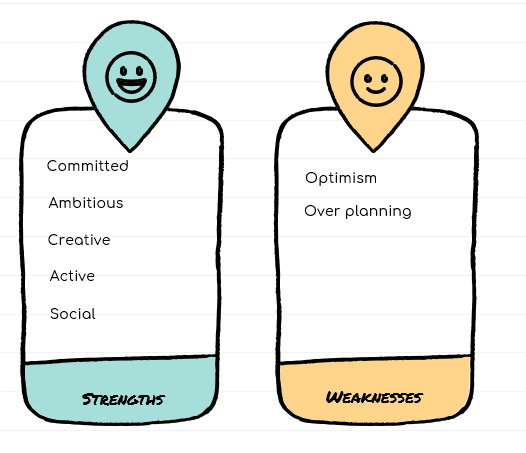 Committed
Ambitious
Creative
Active
Social
Strengths
Optimism
Over planning
Weaknesses